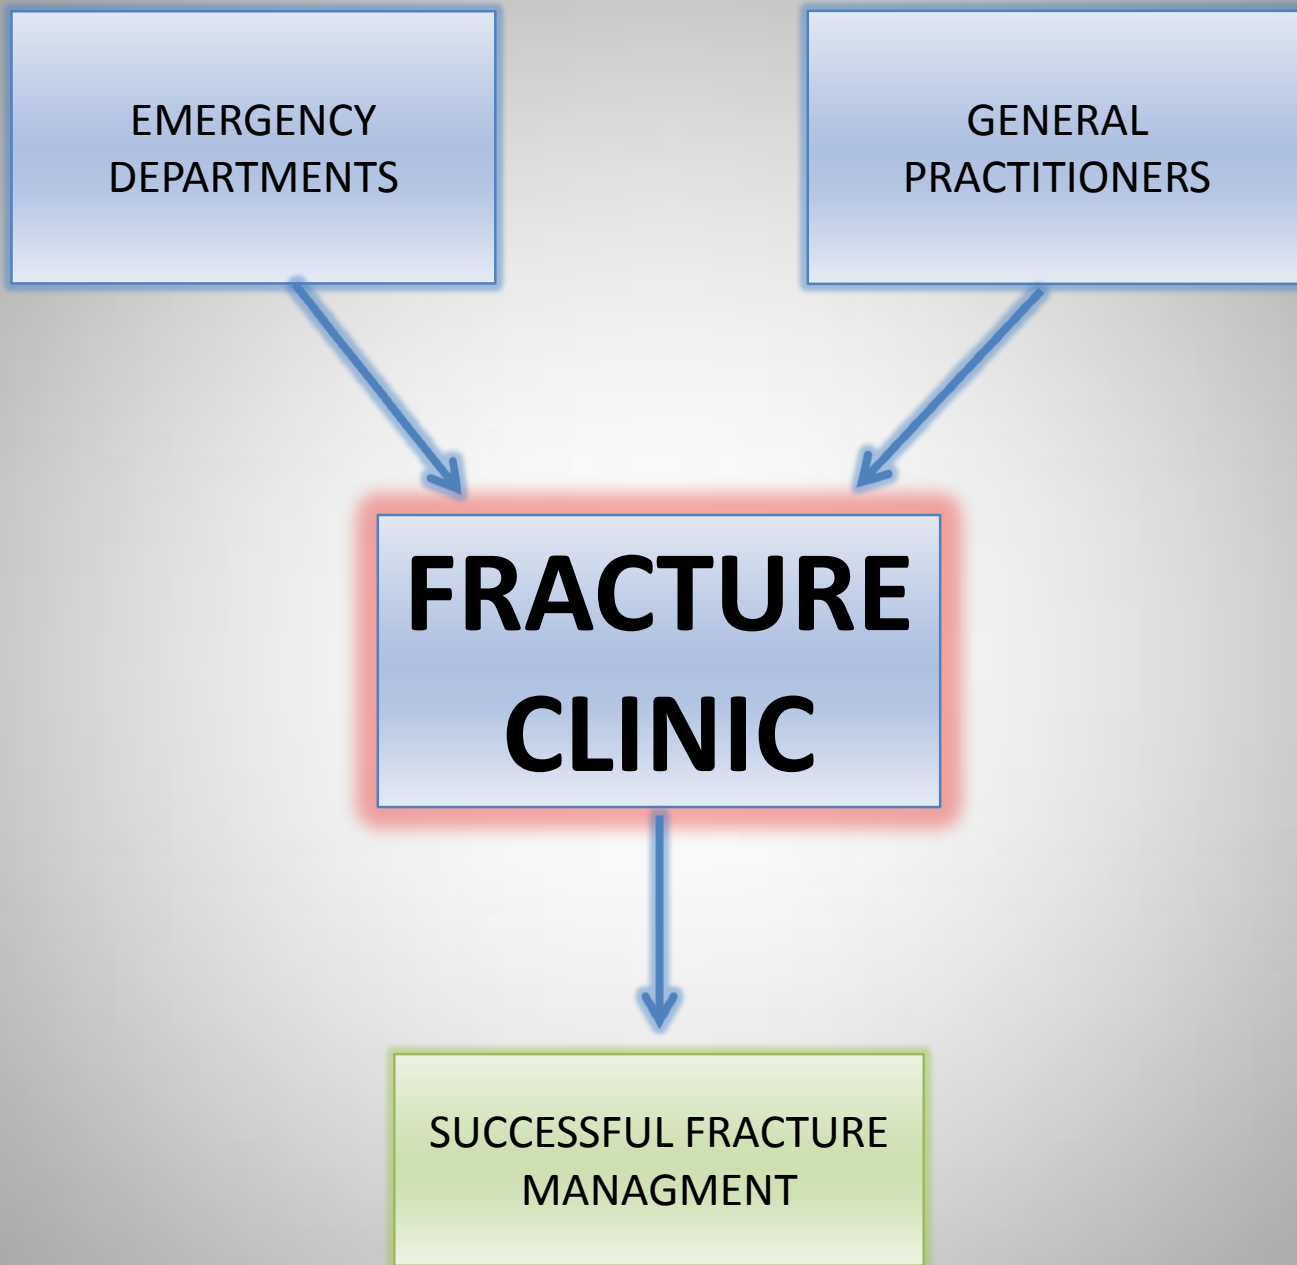 EMERGENCY
DEPARTMENTS
GENERAL
PRACTITIONERS
FRACTURE
CLINIC
SUCCESSFUL FRACTURE
MANAGMENT